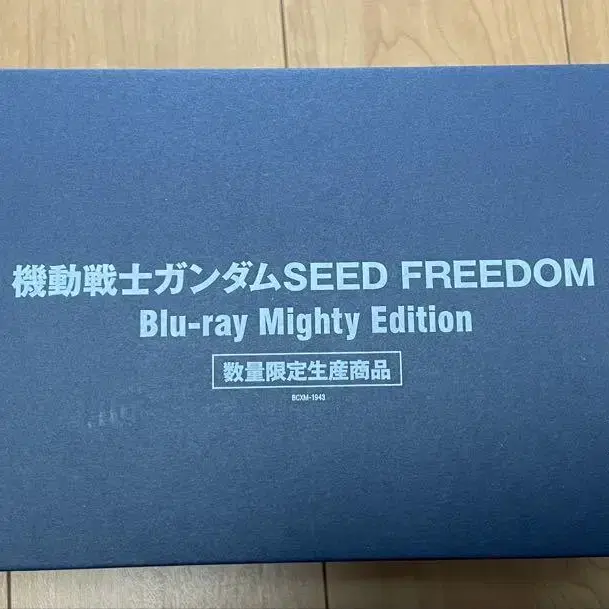 機動戦士ガンダムSEED FREEDOM
Blu-ray Mighty Edition
数量限定生産商品
BCXM-1943